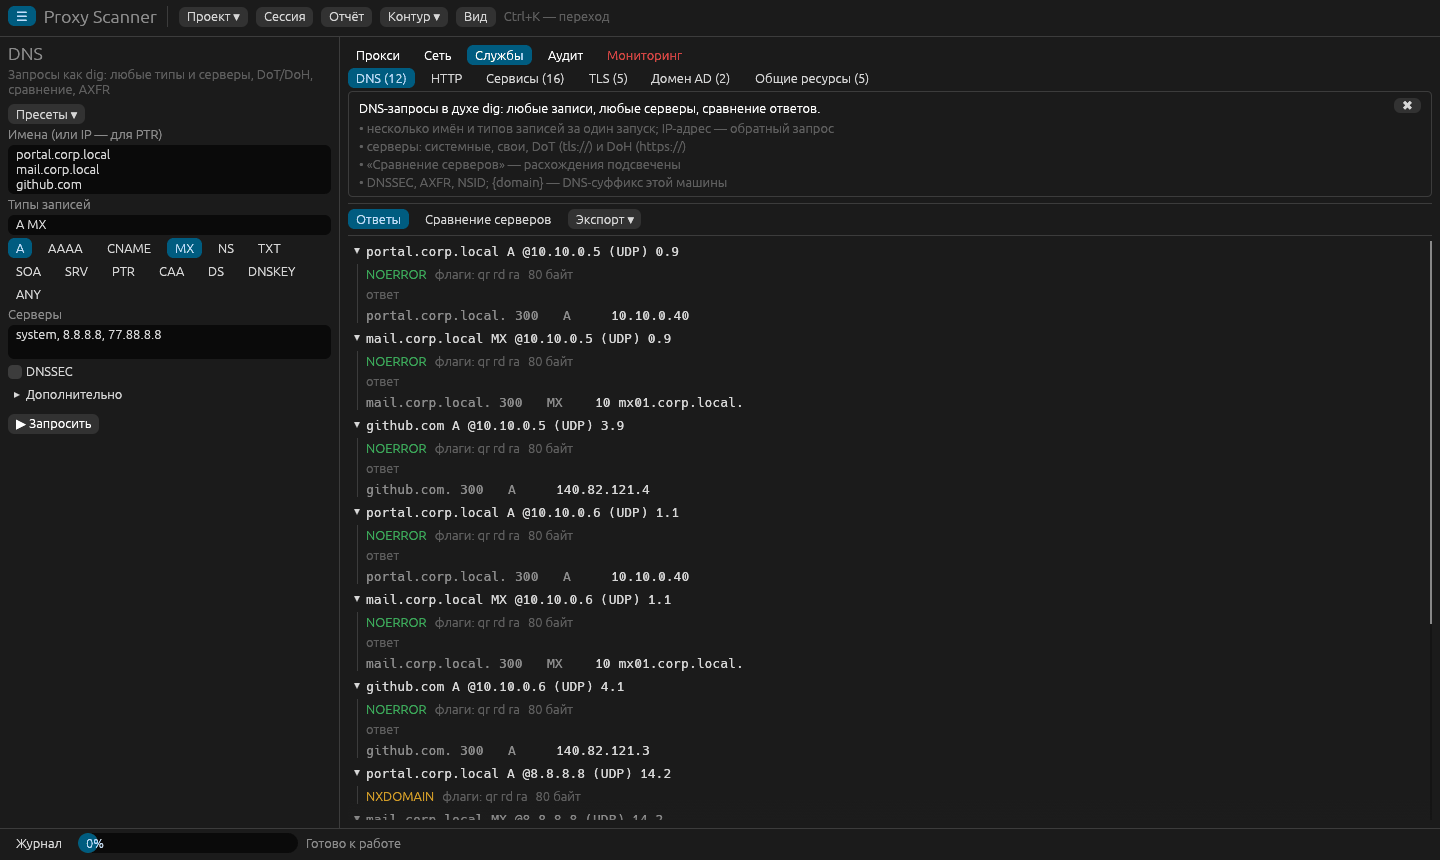 ☰ Proxy Scanner Проект ▾ Сессия Отчёт Контур ▾ Вид Ctrl+K — переход
DNS
Запросы как dig: любые типы и серверы, DoT/DoH,
сравнение, AXFR
Пресеты ▾
Имена (или IP — для PTR)
portal.corp.local
mail.corp.local
github.com
Типы записей
A MX
A AAAA CNAME MX NS TXT
SOA SRV PTR CAA DS DNSKEY
ANY
Серверы
system, 8.8.8.8, 77.88.8.8
DNSSEC
▸ Дополнительно
▶ Запросить
Прокси Сеть Службы Аудит Мониторинг
DNS (12) HTTP Сервисы (16) TLS (5) Домен AD (2) Общие ресурсы (5)
DNS-запросы в духе dig: любые записи, любые серверы, сравнение ответов. ✖
• несколько имён и типов записей за один запуск; IP-адрес — обратный запрос
• серверы: системные, свои, DoT (tls://) и DoH (https://)
• «Сравнение серверов» — расхождения подсвечены
• DNSSEC, AXFR, NSID; {domain} — DNS-суффикс этой машины
Ответы Сравнение серверов Экспорт ▾
▾ portal.corp.local A @10.10.0.5 (UDP) 0.9
NOERROR флаги: qr rd ra 80 байт
ответ
portal.corp.local. 300 A 10.10.0.40
▾ mail.corp.local MX @10.10.0.5 (UDP) 0.9
NOERROR флаги: qr rd ra 80 байт
ответ
mail.corp.local. 300 MX 10 mx01.corp.local.
▾ github.com A @10.10.0.5 (UDP) 3.9
NOERROR флаги: qr rd ra 80 байт
ответ
github.com. 300 A 140.82.121.4
▾ portal.corp.local A @10.10.0.6 (UDP) 1.1
NOERROR флаги: qr rd ra 80 байт
ответ
portal.corp.local. 300 A 10.10.0.40
▾ mail.corp.local MX @10.10.0.6 (UDP) 1.1
NOERROR флаги: qr rd ra 80 байт
ответ
mail.corp.local. 300 MX 10 mx01.corp.local.
▾ github.com A @10.10.0.6 (UDP) 4.1
NOERROR флаги: qr rd ra 80 байт
ответ
github.com. 300 A 140.82.121.3
▾ portal.corp.local A @8.8.8.8 (UDP) 14.2
NXDOMAIN флаги: qr rd ra 80 байт
▾ mail.corp.local MX @8.8.8.8 (UDP) 14.2
Журнал 0% Готово к работе